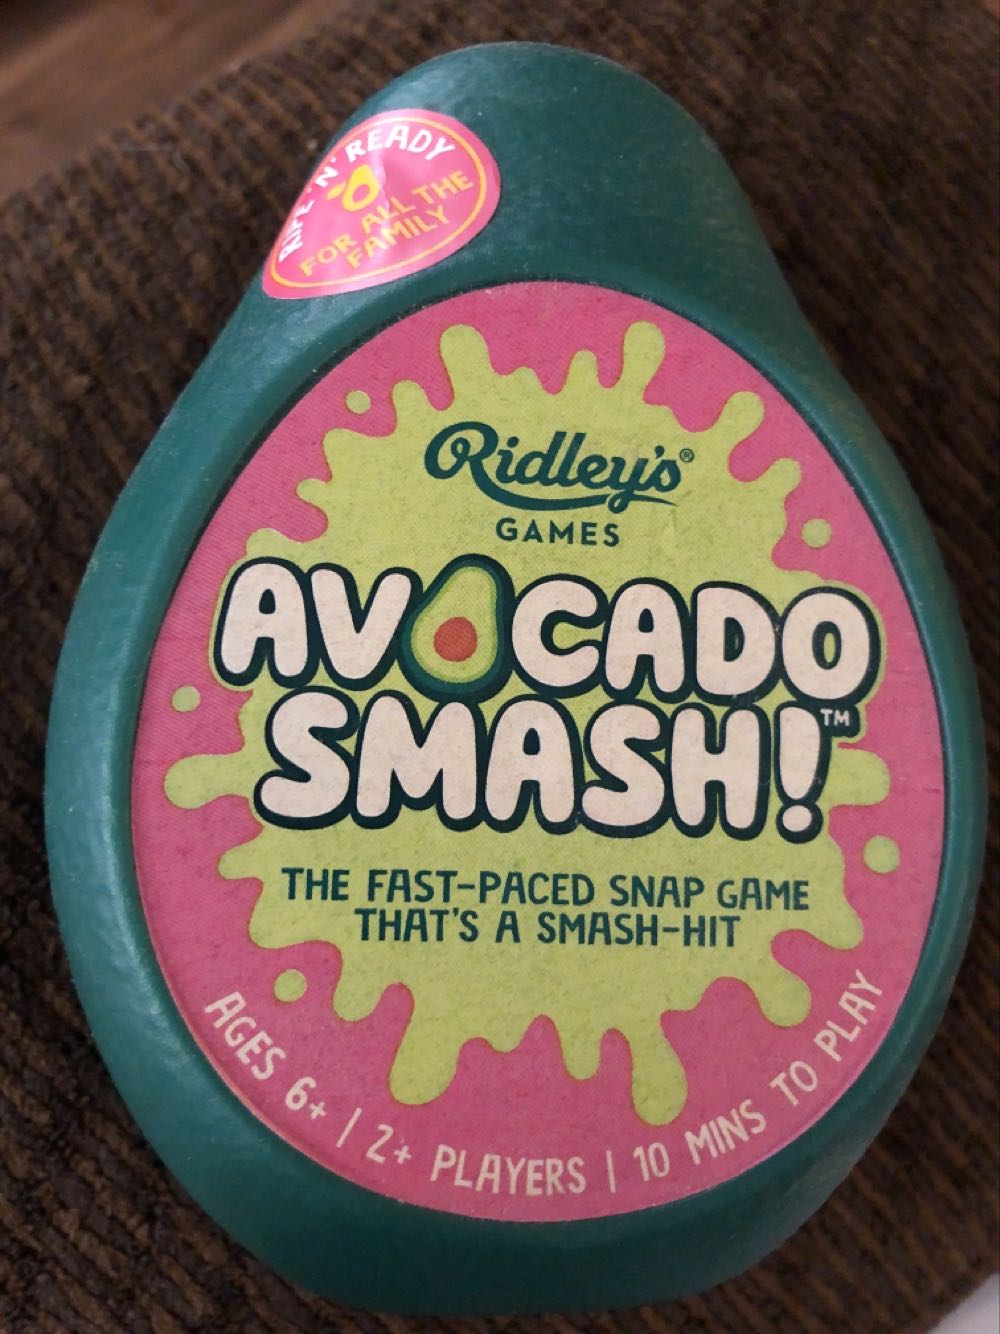 RIPE 'N' READY
FOR ALL THE
FAMILY
Ridley's®
GAMES
AVOCADO
SMASH!™
THE FAST-PACED SNAP GAME
THAT'S A SMASH-HIT
AGES 6+ | 2+ PLAYERS | 10 MINS TO PLAY